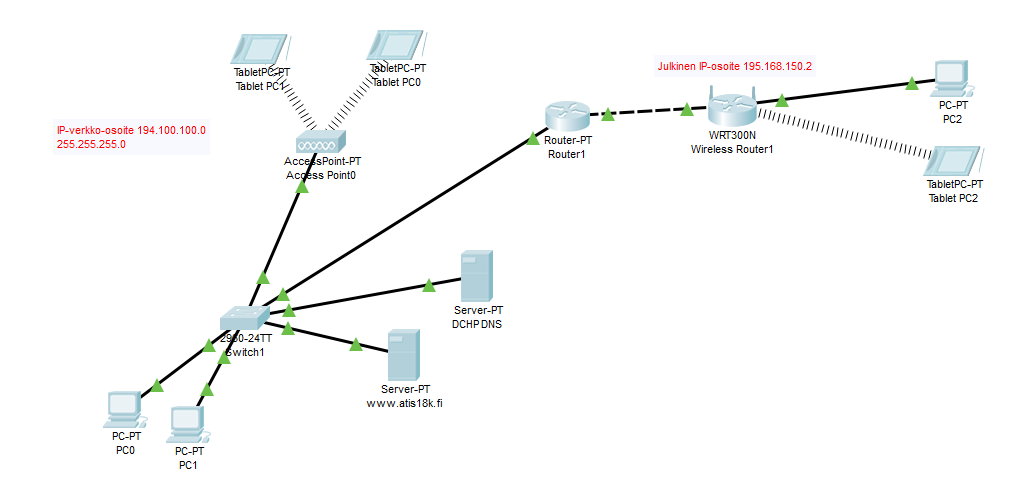 TabletPC-PT
Tablet PC1
TabletPC-PT
Tablet PC0
IP-verkko-osoite 194.100.100.0
255.255.255.0
AccessPoint-PT
Access Point0
Router-PT
Router1
Julkinen IP-osoite 195.168.150.2
WRT300N
Wireless Router1
PC-PT
PC2
TabletPC-PT
Tablet PC2
Server-PT
DCHP DNS
2960-24TT
Switch1
Server-PT
www.atis18k.fi
PC-PT
PC0
PC-PT
PC1